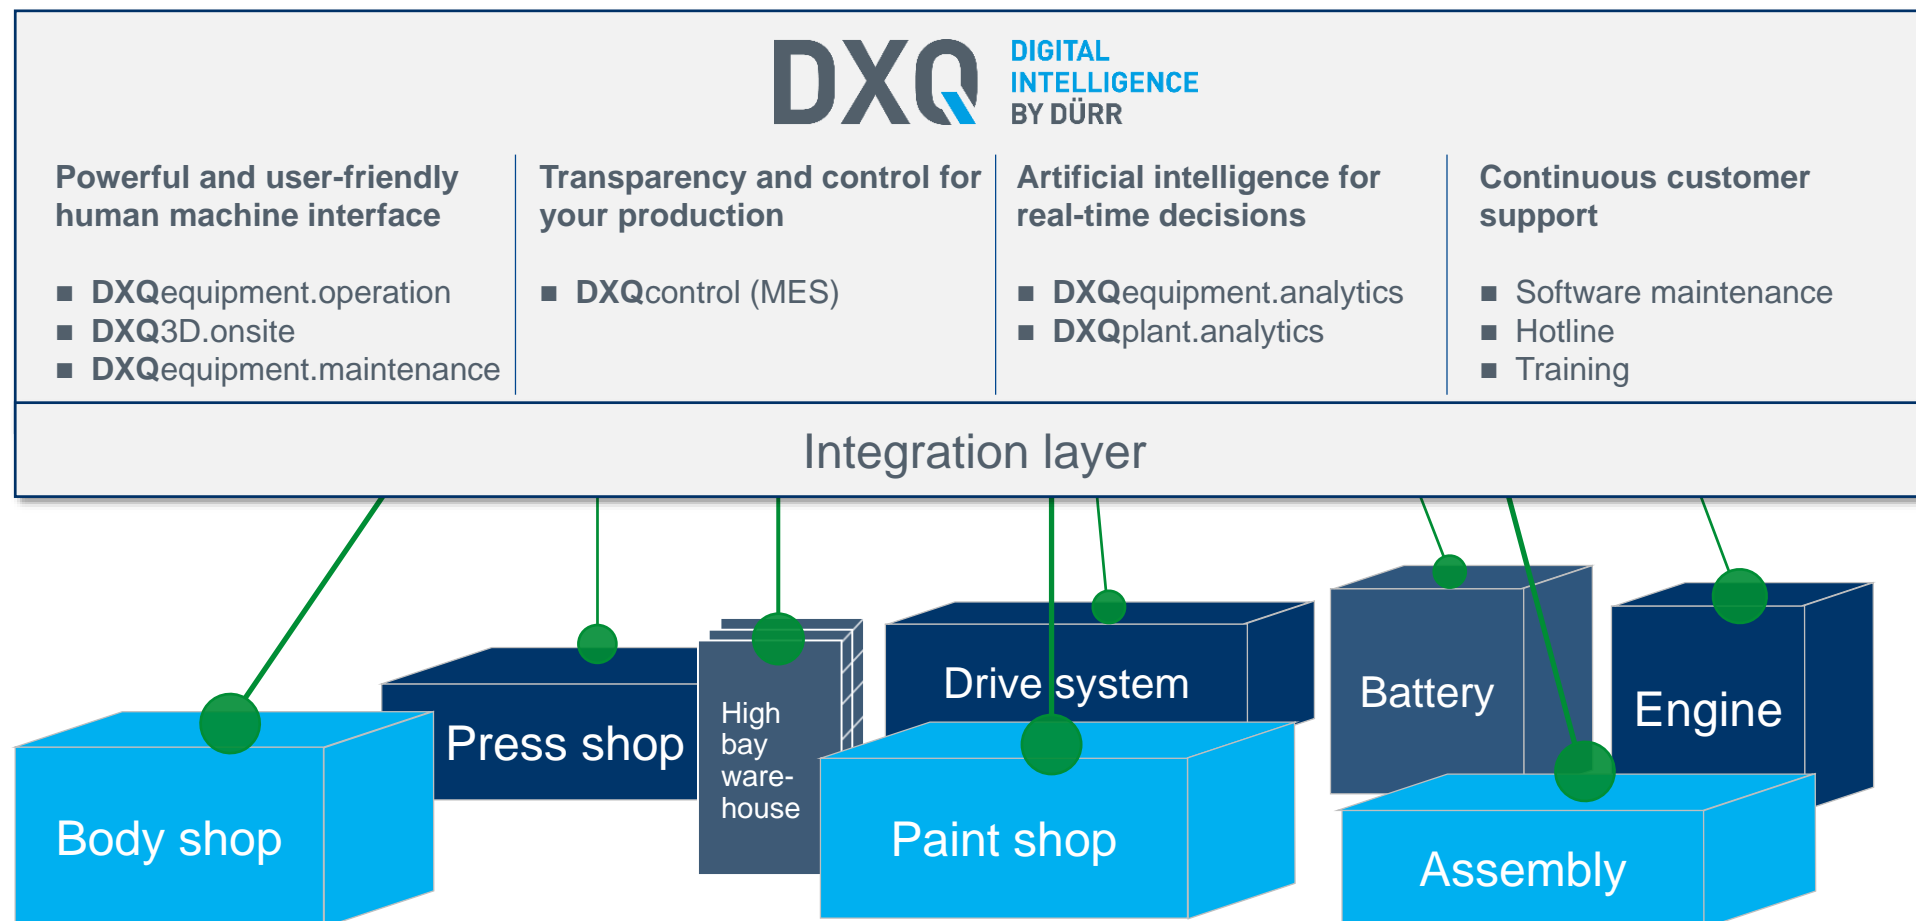 DXQ
DIGITAL
INTELLIGENCE
BY DÜRR
Powerful and user-friendly
human machine interface
■ DXQequipment.operation
■ DXQ3D.onsite
■ DXQequipment.maintenance
Transparency and control for
your production
■ DXQcontrol (MES)
Artificial intelligence for
real-time decisions
■ DXQequipment.analytics
■ DXQplant.analytics
Continuous customer
support
■ Software maintenance
■ Hotline
■ Training
Integration layer
Body shop
Press shop
High
bay
ware-
house
Drive system
Paint shop
Battery
Engine
Assembly